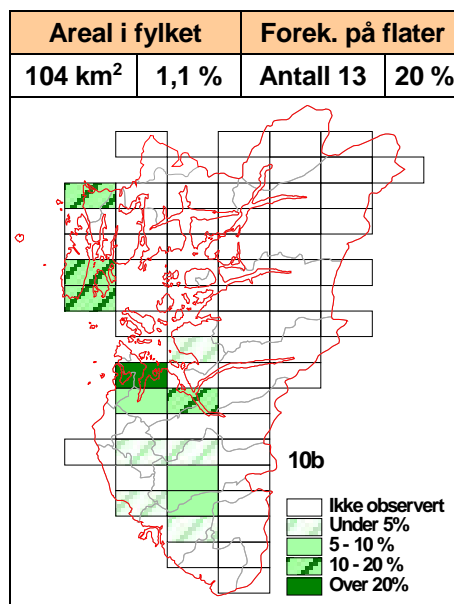 Areal i fylket Forek. på flater
104 km² 1,1 % Antall 13 20 %
10b
Ikke observert
Under 5%
5 - 10 %
10 - 20 %
Over 20%